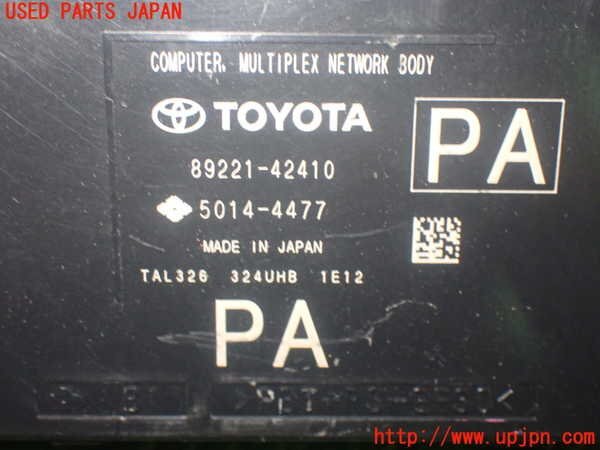 USED PARTS JAPAN
COMPUTER, MULTIPLEX NETWORK BODY
TOYOTA
PA
89221-42410
5014-4477
MADE IN JAPAN
TAL326 324UHB 1E12
PA
http://www.upjpn.com